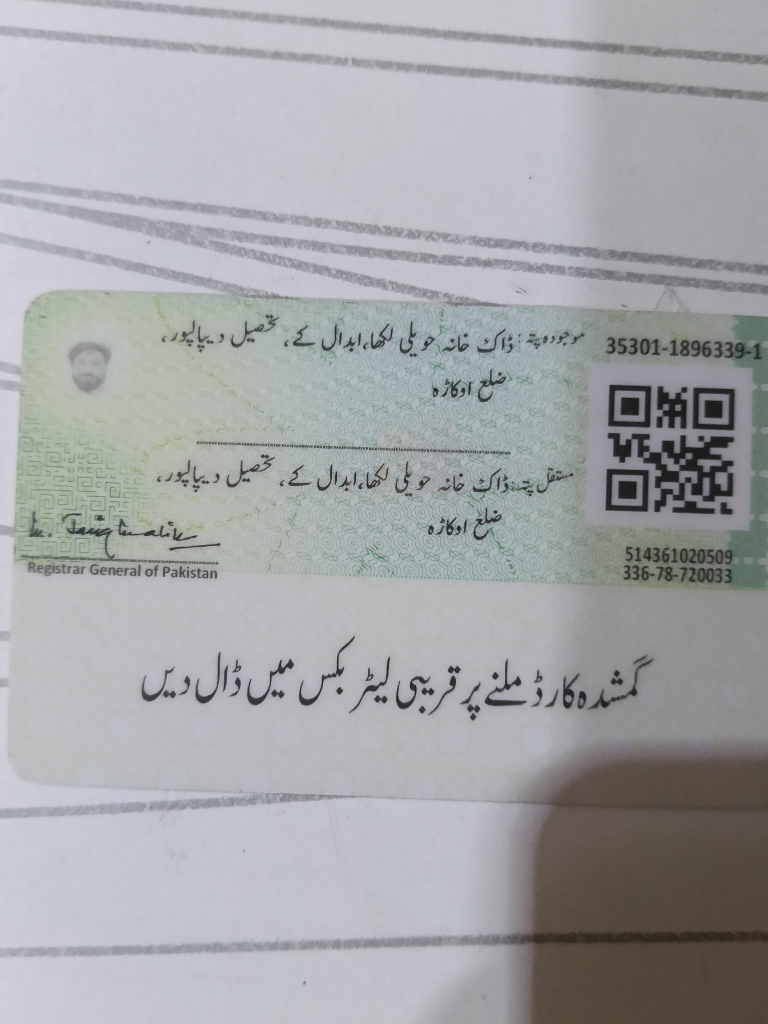 موجودہ پتہ: ڈاک خانہ حویلی لکھا، ابدال کے، تحصیل دیپالپور،
ضلع اوکاڑہ
35301-1896339-1
مستقل پتہ: ڈاک خانہ حویلی لکھا، ابدال کے، تحصیل دیپالپور،
ضلع اوکاڑہ
514361020509
336-78-720033
Registrar General of Pakistan
گمشدہ کارڈ ملنے پر قریبی لیٹر بکس میں ڈال دیں